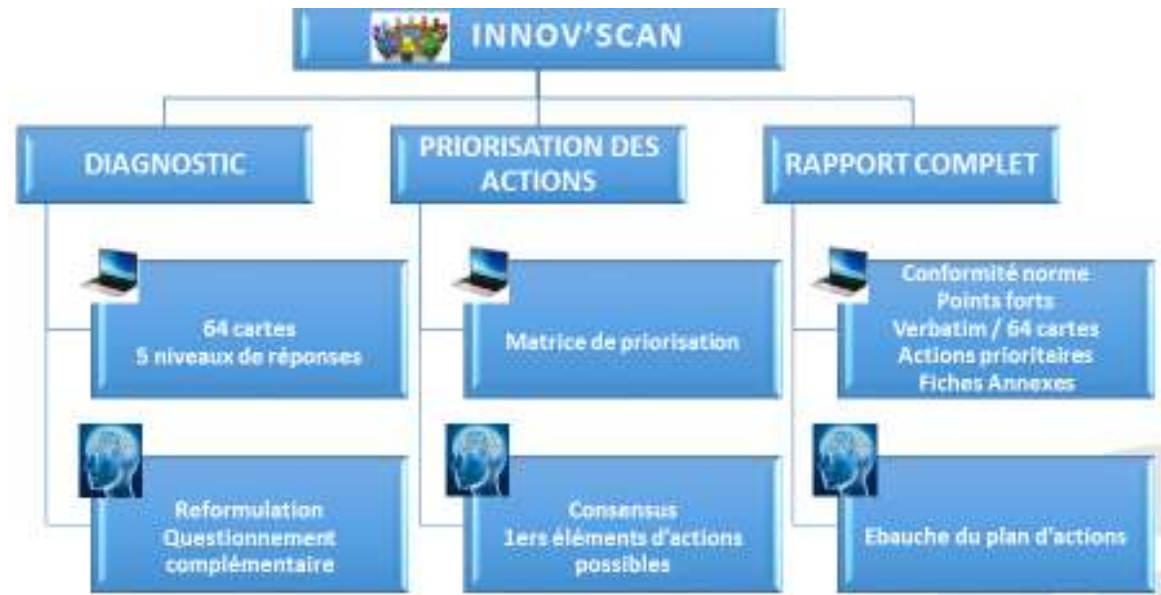 INNOV'SCAN
DIAGNOSTIC
PRIORISATION DES
ACTIONS
RAPPORT COMPLET
64 cartes
5 niveaux de réponses
Matrice de priorisation
Conformité norme
Points forts
Verbatim / 64 cartes
Actions prioritaires
Fiches Annexes
Reformulation
Questionnement
complémentaire
Consensus
1ers éléments d'actions
possibles
Ebauche du plan d'actions